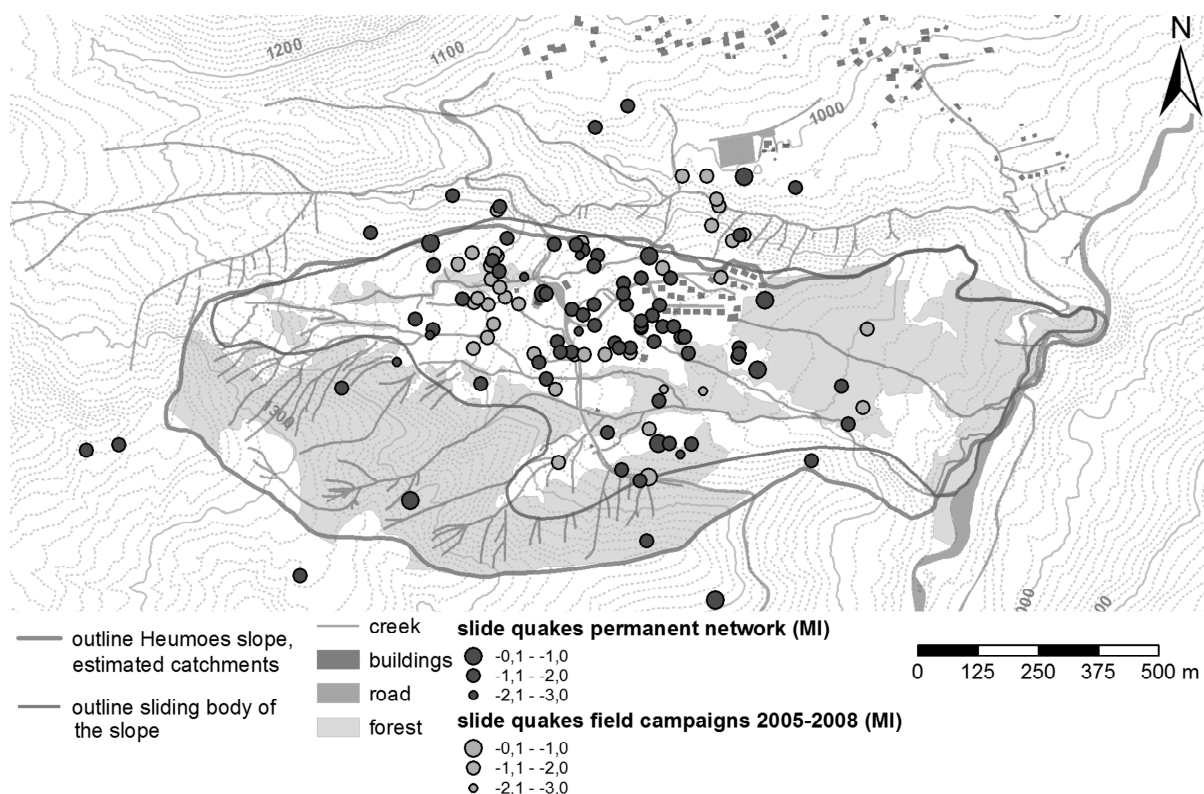 N
1200
1100
1000
1300
000
00
outline Heumoes slope,
estimated catchments
outline sliding body of
the slope
creek
buildings
road
forest
slide quakes permanent network (Ml)
-0,1 - -1,0
-1,1 - -2,0
-2,1 - -3,0
slide quakes field campaigns 2005-2008 (Ml)
-0,1 - -1,0
-1,1 - -2,0
-2,1 - -3,0
0 125 250 375 500 m